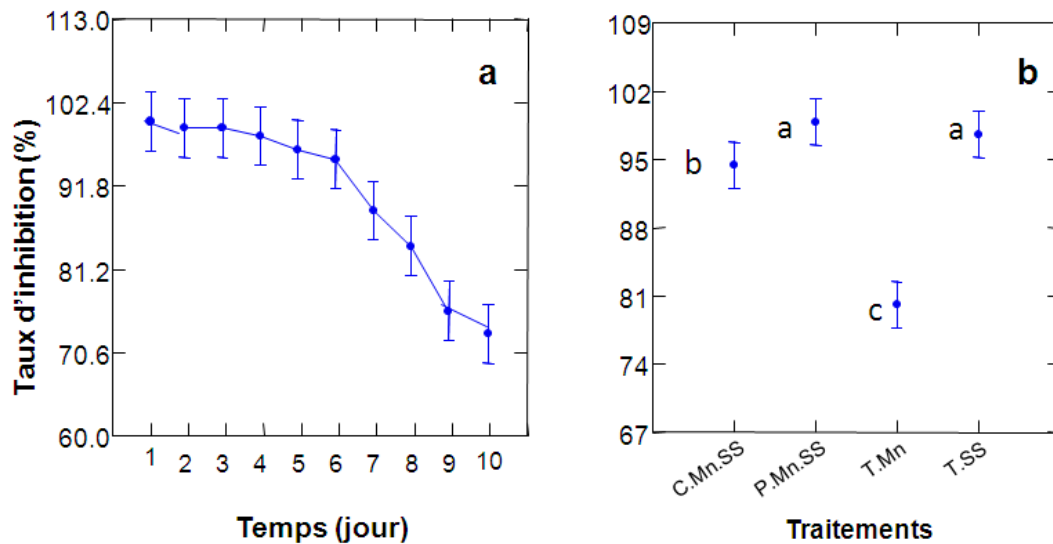 a
Taux d'inhibition (%)
113.0
102.4
91.8
81.2
70.6
60.0
1 2 3 4 5 6 7 8 9 10
Temps (jour)
b
109
102
95
88
81
74
67
b
a
c
a
C.Mn.SS
P.Mn.SS
T.Mn
T.SS
Traitements